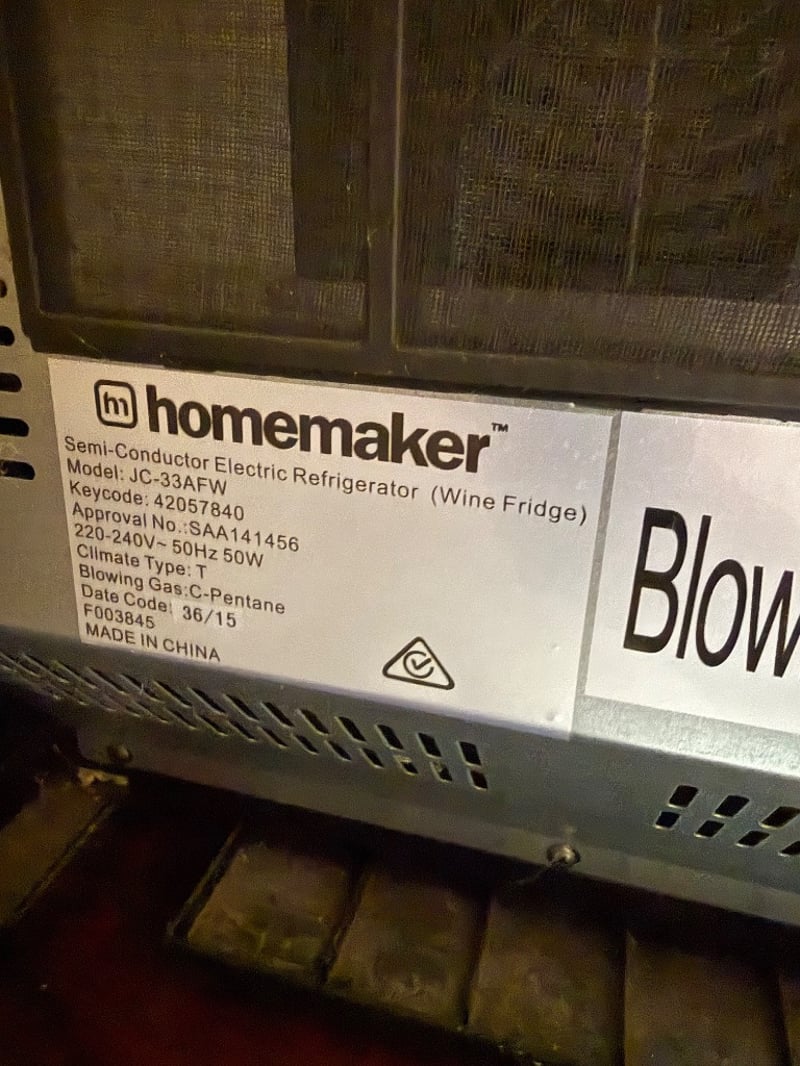 homemaker™
Semi-Conductor Electric Refrigerator (Wine Fridge)
Model: JC-33AFW
Keycode: 42057840
Approval No.:SAA141456
220-240V~ 50Hz 50W
Climate Type: T
Blowing Gas:C-Pentane
Date Code: 36/15
F003845
MADE IN CHINA
Blow